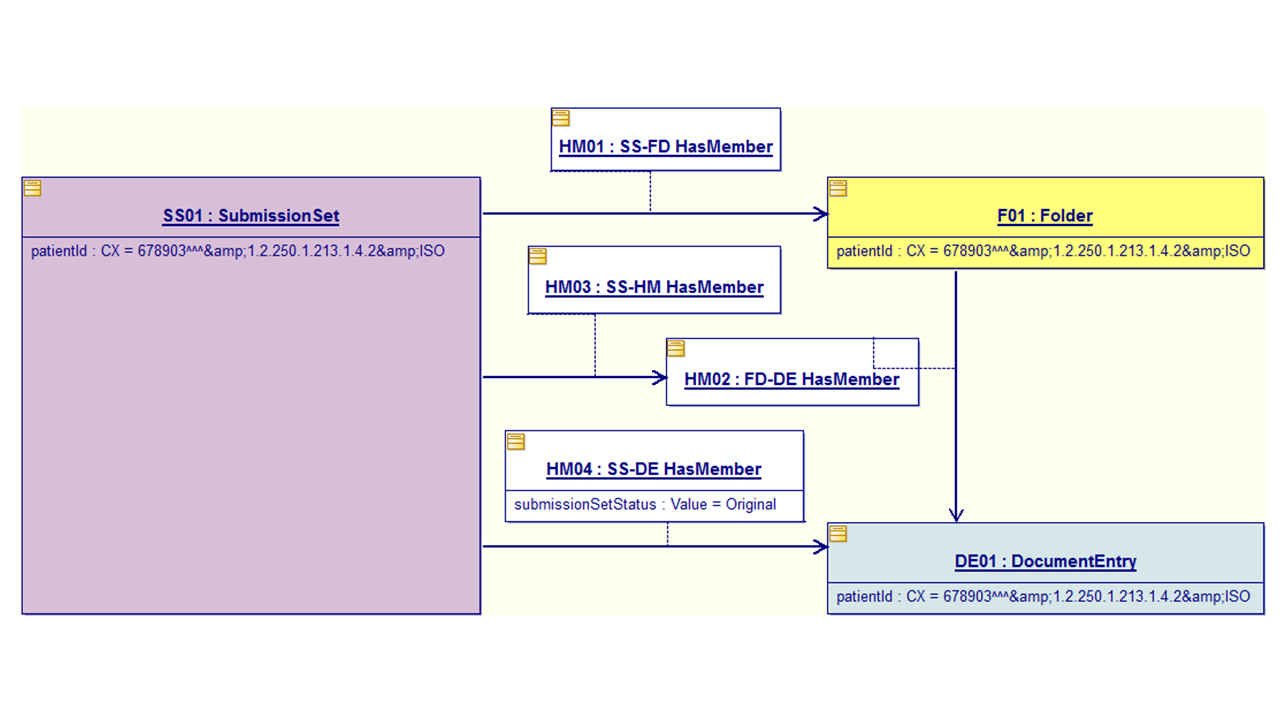 HM01 : SS-FD HasMember
SS01 : SubmissionSet
F01 : Folder
patientId : CX = 678903^^^&amp;1.2.250.1.213.1.4.2&amp;ISO
patientId : CX = 678903^^^&amp;1.2.250.1.213.1.4.2&amp;ISO
HM03 : SS-HM HasMember
HM02 : FD-DE HasMember
HM04 : SS-DE HasMember
submissionSetStatus : Value = Original
DE01 : DocumentEntry
patientId : CX = 678903^^^&amp;1.2.250.1.213.1.4.2&amp;ISO